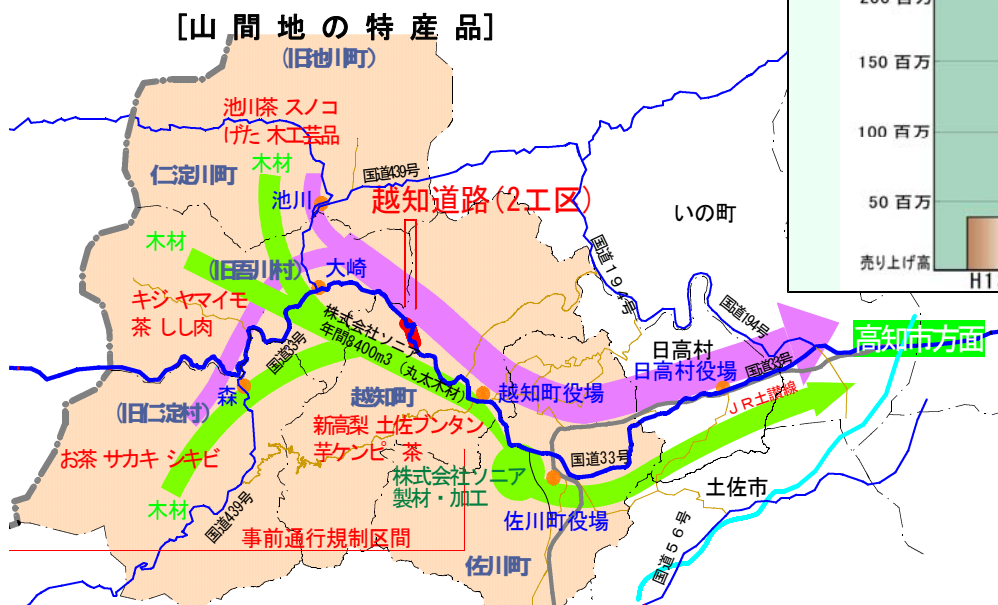 [山 間 地 の 特 産 品]
(旧池川町)
池川茶 スノコ
げた 木工芸品
仁淀川町
木材
国道439号
池川
越知道路(2工区)
いの町
国道194号
木材
(旧吾川村)
大崎
キジ ヤマイモ
茶 しし肉
国道33号
株式会社ソニア
年間8400m3 (丸太木材)
国道194号
日高村
日高村役場
国道33号
高知市方面
森
(旧仁淀村)
越知町
越知町役場
JR土讃線
新高梨 土佐ブンタン
芋ケンピ 茶
お茶 サカキ シキビ
国道33号
株式会社ソニア
製材・加工
土佐市
木材
国道439号
佐川町役場
国道56号
事前通行規制区間
佐川町
150 百万
100 百万
50 百万
売り上げ高